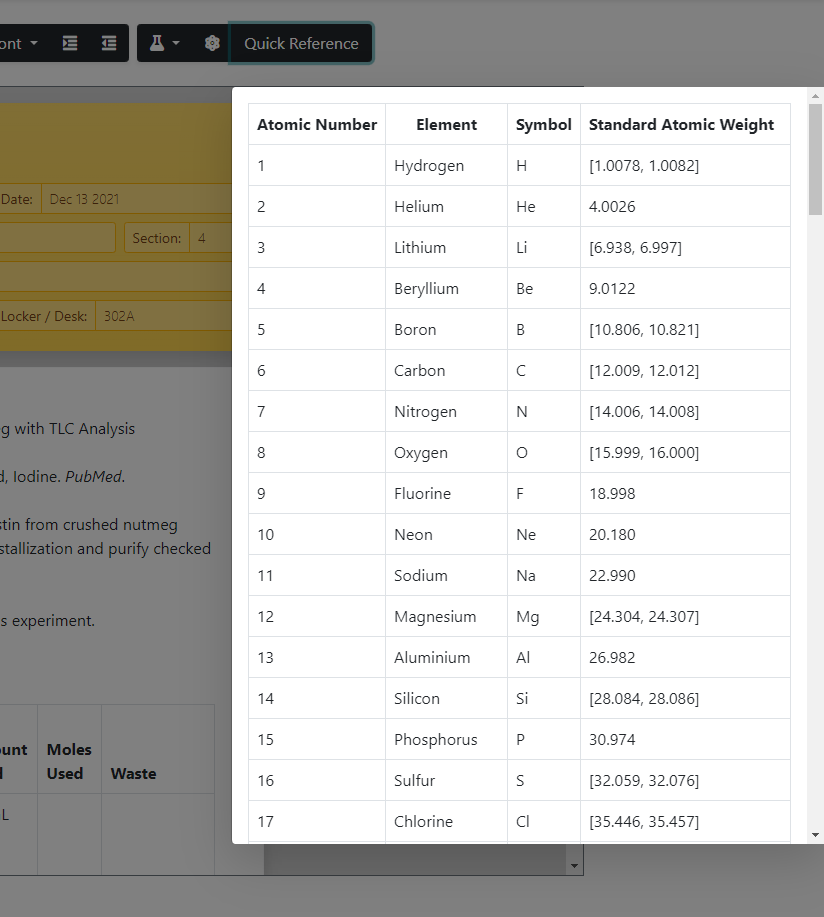 ont
Quick Reference
Date: Dec 13 2021
Section: 4
Locker / Desk: 302A
g with TLC Analysis
d, Iodine. PubMed.
stin from crushed nutmeg
stallization and purify checked
s experiment.
ount Moles
Used Waste
L
Atomic Number Element Symbol Standard Atomic Weight
1 Hydrogen H [1.0078, 1.0082]
2 Helium He 4.0026
3 Lithium Li [6.938, 6.997]
4 Beryllium Be 9.0122
5 Boron B [10.806, 10.821]
6 Carbon C [12.009, 12.012]
7 Nitrogen N [14.006, 14.008]
8 Oxygen O [15.999, 16.000]
9 Fluorine F 18.998
10 Neon Ne 20.180
11 Sodium Na 22.990
12 Magnesium Mg [24.304, 24.307]
13 Aluminium Al 26.982
14 Silicon Si [28.084, 28.086]
15 Phosphorus P 30.974
16 Sulfur S [32.059, 32.076]
17 Chlorine Cl [35.446, 35.457]